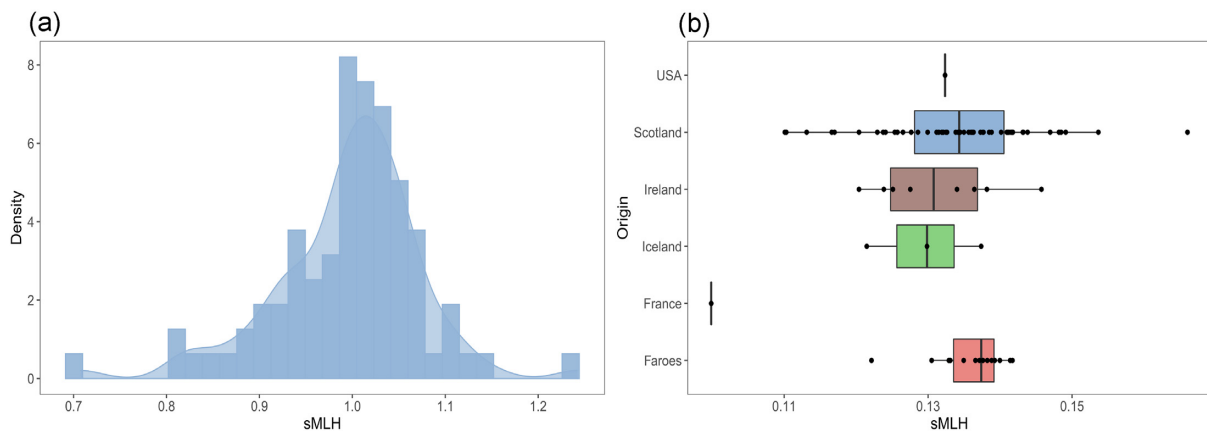 (a)
Density
8
6
4
2
0
0.7 0.8 0.9 1.0 1.1 1.2
sMLH
(b)
Origin
USA
Scotland
Ireland
Iceland
France
Faroes
0.11 0.13 0.15
sMLH